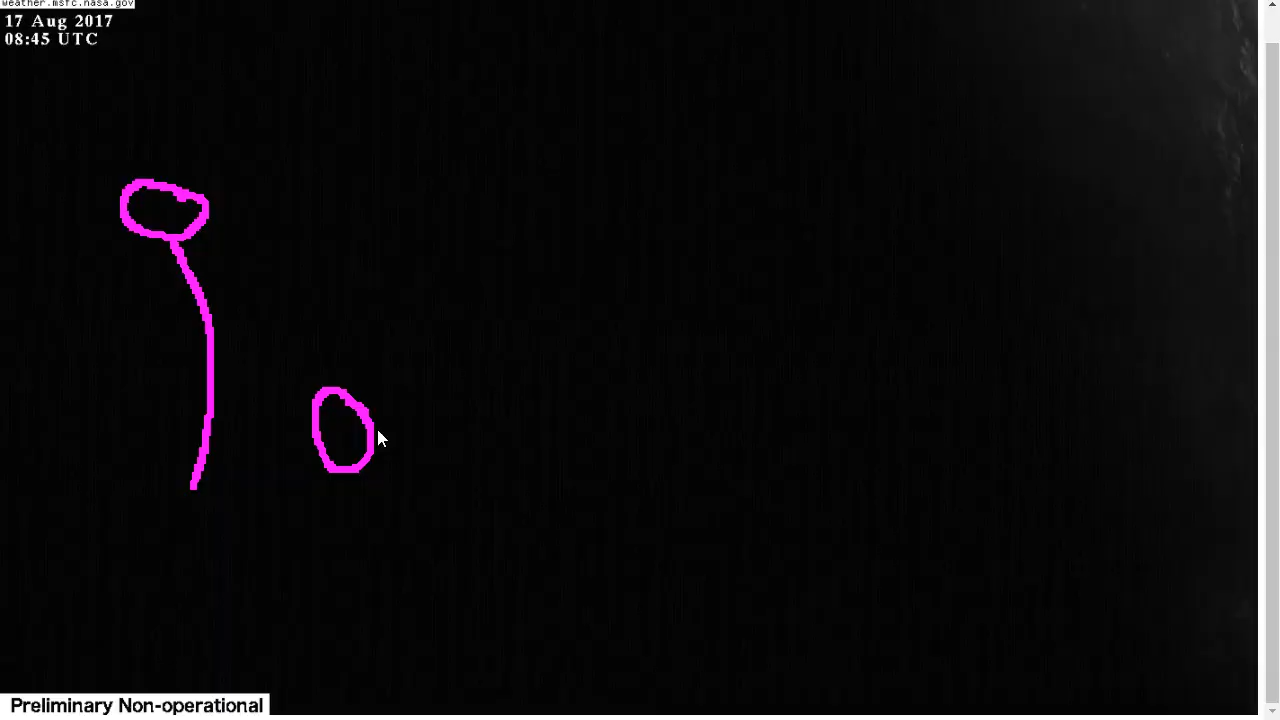 weather.msfc.nasa.gov
17 Aug 2017
08:45 UTC
Preliminary Non-operational